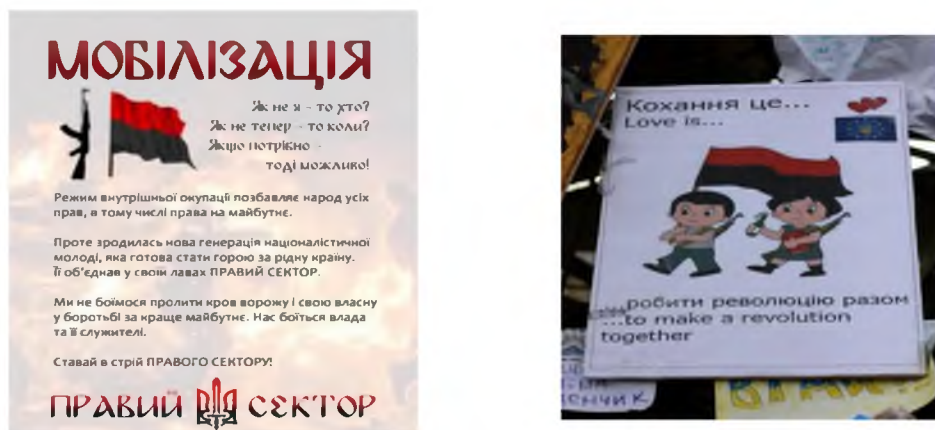 МОБІЛІЗАЦІЯ
Як не я - то хто?
Як не тепер - то коли?
Якщо потрібно -
тоді можливо!
Режим внутрішньої окупації позбавляє народ усіх
прав, в тому числі права на майбутнє.
Проте зродилась нова генерація націоналістичної
молоді, яка готова стати горою за рідну країну.
Її об'єднав у своїх лавах ПРАВИЙ СЕКТОР.
Ми не боїмося пролити кров ворожу і свою власну
у боротьбі за краще майбутнє. Нас боїться влада
та її служителі.
Ставай в стрій ПРАВОГО СЕКТОРУ!
ПРАВИЙ СЕКТОР
Кохання це...
Love is...
...робити революцію разом
...to make a revolution
together